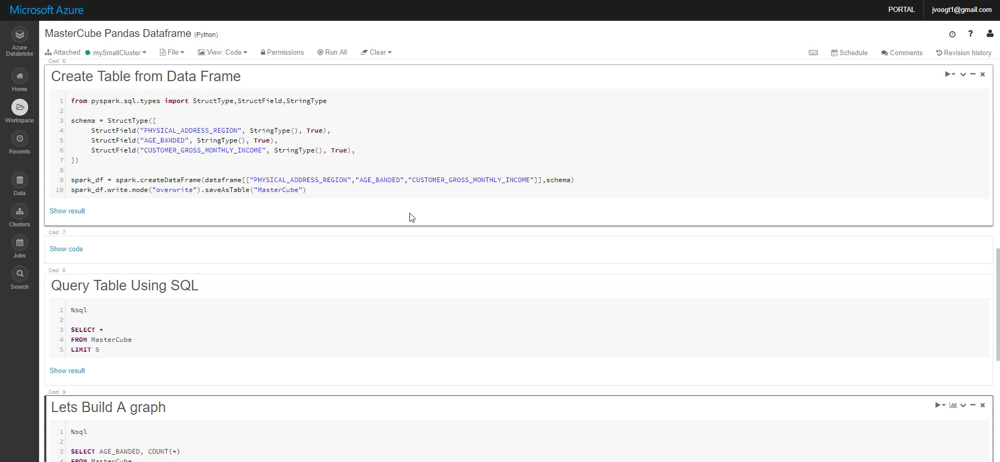 Microsoft Azure
PORTAL
jvoogt1@gmail.com
Azure
Databricks
Home
Workspace
Recents
Data
Clusters
Jobs
Search
MasterCube Pandas Dataframe (Python)
Attached: mySmallCluster
File
View: Code
Permissions
Run All
Clear
Schedule
Comments
Revision history
Cmd 6
Create Table from Data Frame
1 from pyspark.sql.types import StructType,StructField,StringType
2
3 schema = StructType([
4 StructField("PHYSICAL_ADDRESS_REGION", StringType(), True),
5 StructField("AGE_BANDED", StringType(), True),
6 StructField("CUSTOMER_GROSS_MONTHLY_INCOME", StringType(), True),
7 ])
8
9 spark_df = spark.createDataFrame(dataframe[["PHYSICAL_ADDRESS_REGION","AGE_BANDED","CUSTOMER_GROSS_MONTHLY_INCOME"]],schema)
10 spark_df.write.mode("overwrite").saveAsTable("MasterCube")
Show result
Cmd 7
Show code
Cmd 8
Query Table Using SQL
1 %sql
2
3 SELECT *
4 FROM MasterCube
5 LIMIT 5
Show result
Cmd 9
Lets Build A graph
1 %sql
2
3 SELECT AGE_BANDED, COUNT(*)
4 FROM MasterCube